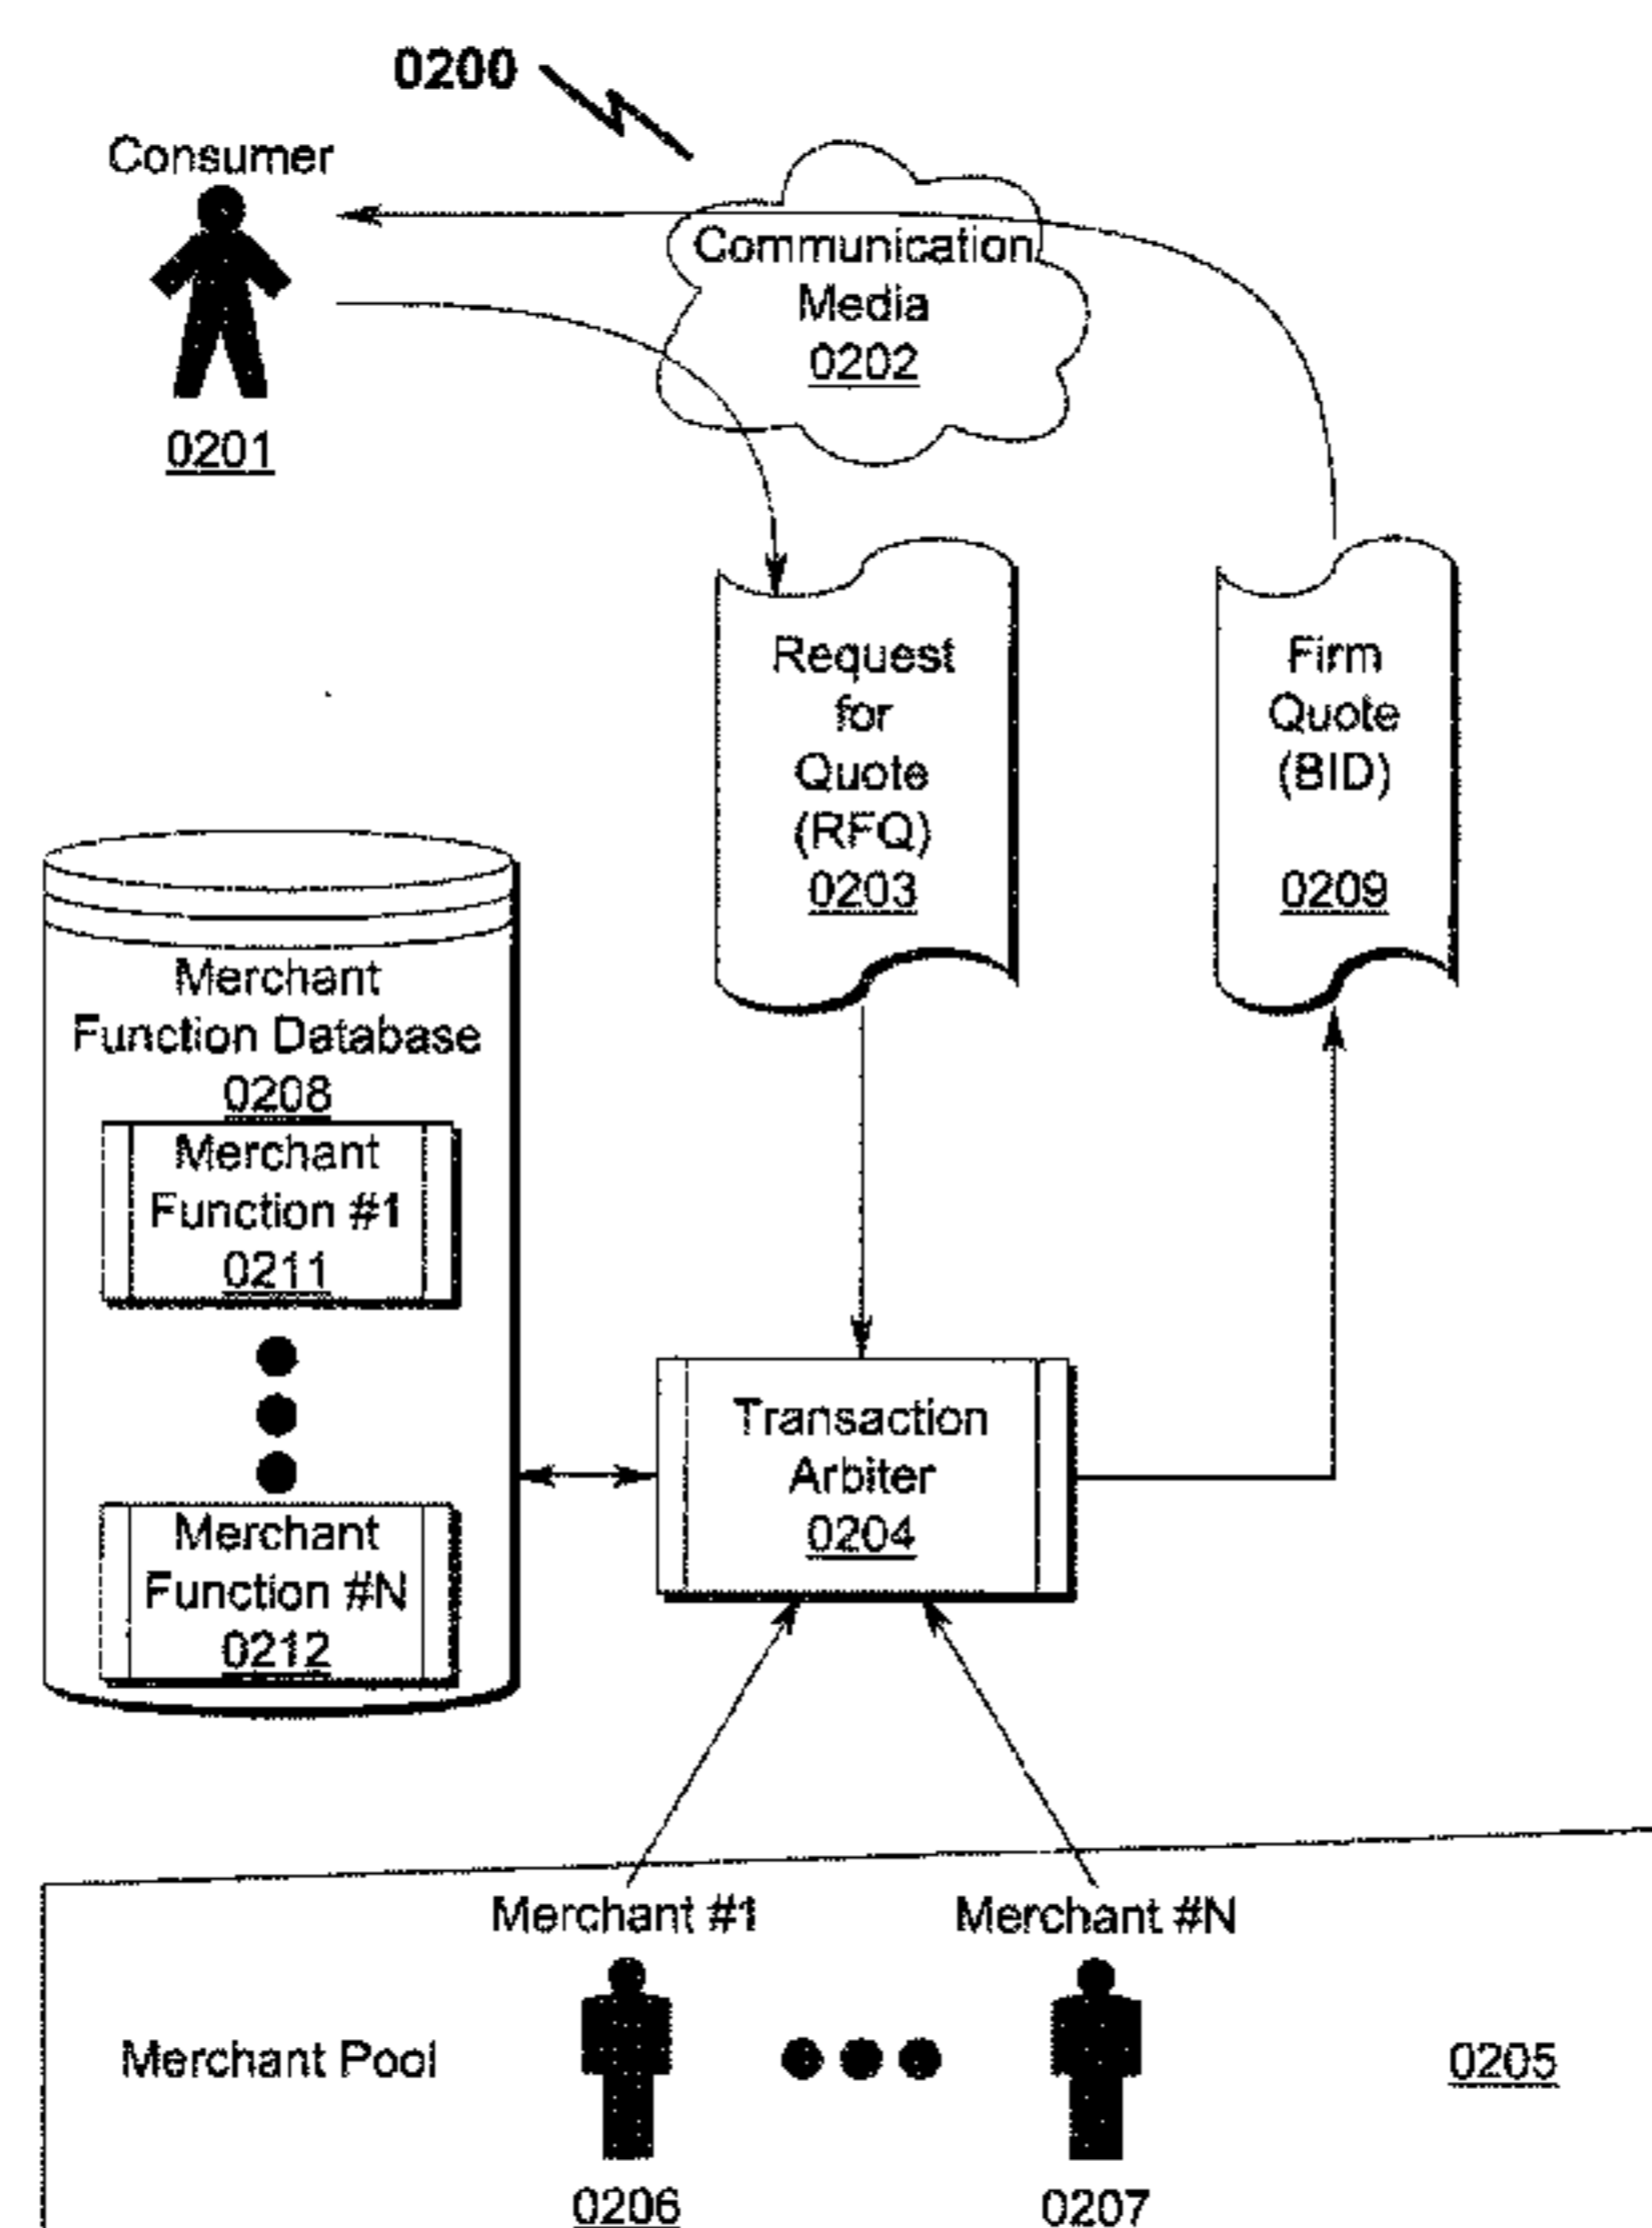 0200
Consumer
0201
Communication
Media
0202
Request
for
Quote
(RFQ)
0203
Firm
Quote
(BID)
0209
Merchant
Function Database
0208
Merchant
Function #1
0211
Merchant
Function #N
0212
Transaction
Arbiter
0204
Merchant #1
Merchant #N
Merchant Pool
0205
0206
0207